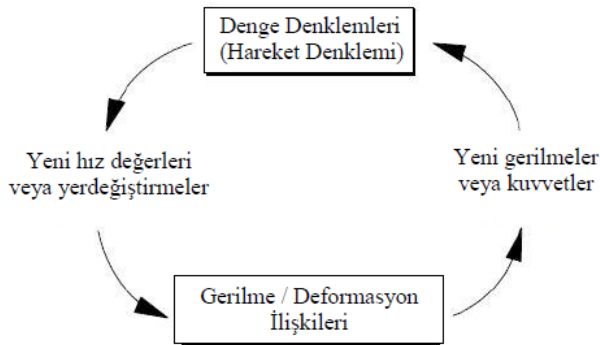 Denge Denklemleri
(Hareket Denklemi)
Yeni hız değerleri
veya yerdeğiştirmeler
Yeni gerilmeler
veya kuvvetler
Gerilme / Deformasyon
İlişkileri